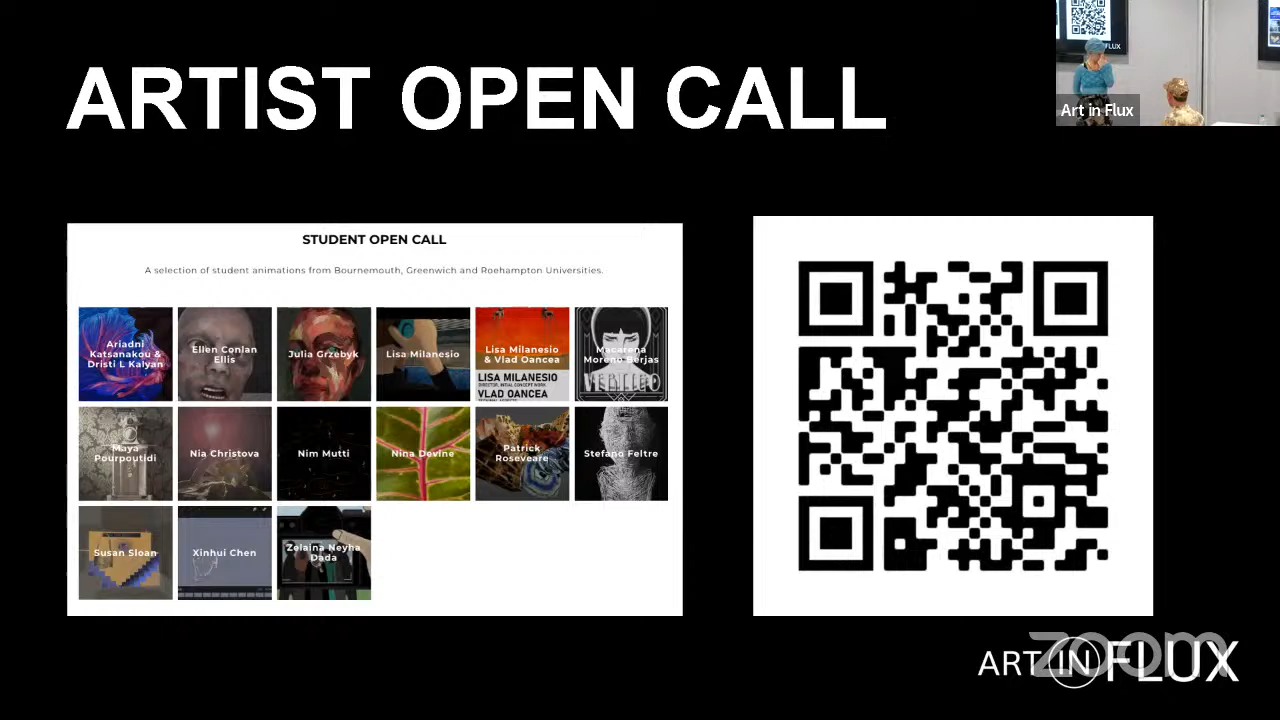 ARTIST OPEN CALL
FLUX
Art in Flux
STUDENT OPEN CALL
A selection of student animations from Bournemouth, Greenwich and Roehampton Universities.
Ariadni
Katsanakou &
Dristi L Kalyan
Ellen Conlan
Ellis
Julia Grzebyk
Lisa Milanesio
Lisa Milanesio
& Vlad Oancea
LISA MILANESIO
VLAD OANCEA
Macarena
Moreno Berjas
Maya
Pourpoutidi
Nia Christova
Nim Mutti
Nina Devine
Patrick
Roseveare
Stefano Feltre
Susan Sloan
Xinhui Chen
Zelaina Neyha
Dada
zoom
ART IN FLUX